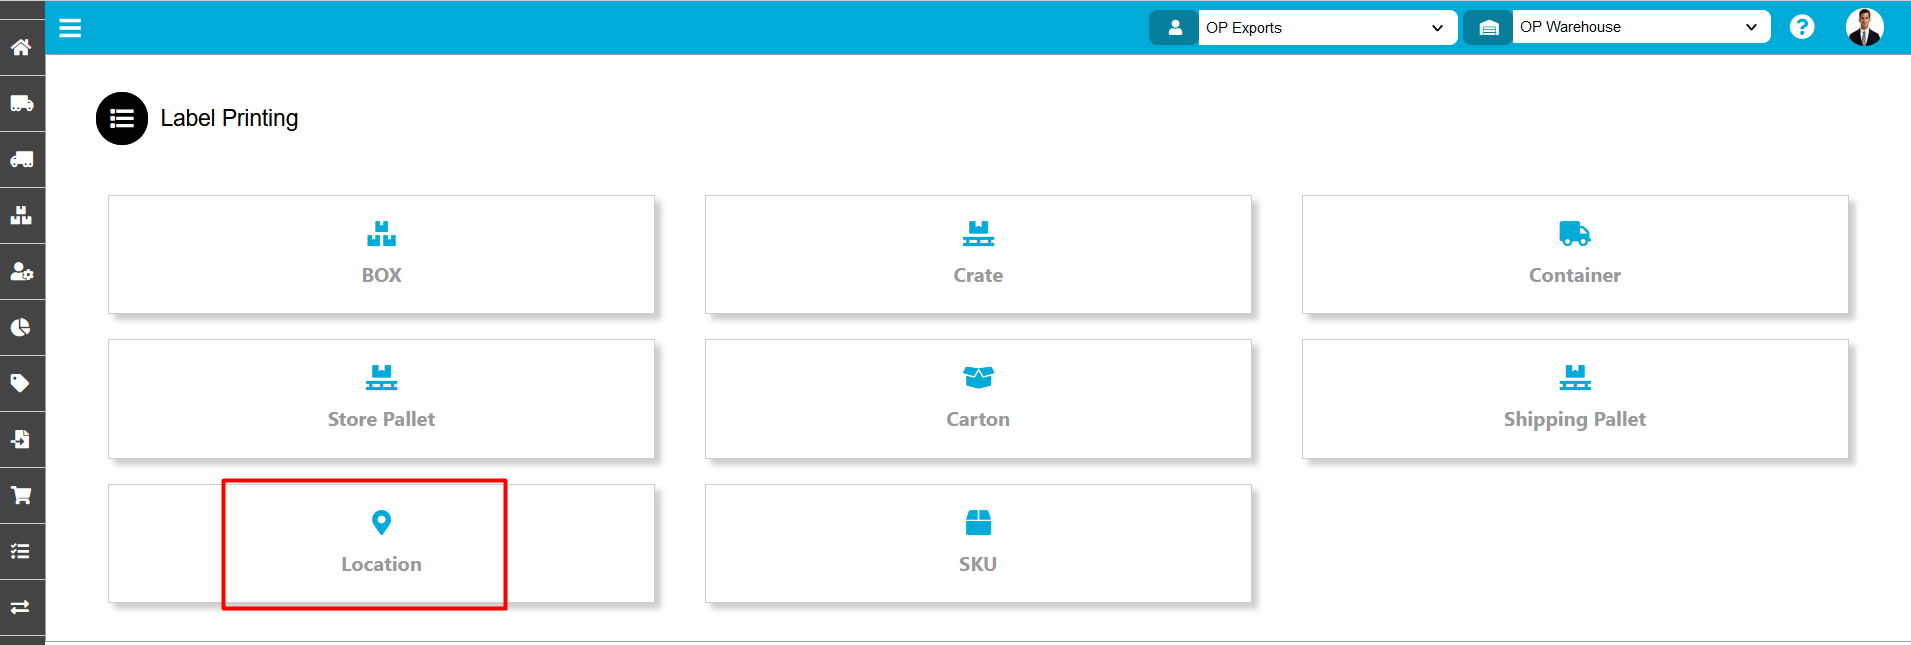 OP Exports
OP Warehouse
Label Printing
BOX
Crate
Container
Store Pallet
Carton
Shipping Pallet
Location
SKU